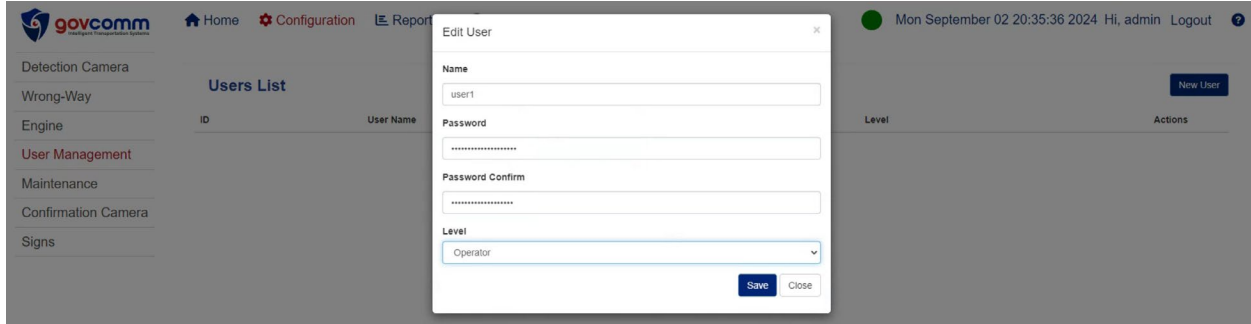 govcomm
Intelligent Transportation Systems
Home Configuration Report
Mon September 02 20:35:36 2024 Hi, admin Logout ?
Detection Camera
Wrong-Way
Engine
User Management
Maintenance
Confirmation Camera
Signs
Users List
New User
ID User Name Level Actions
Edit User ×
Name
user1
Password
••••••••••••••••••••
Password Confirm
•••••••••••••••••••
Level
Operator
Save Close